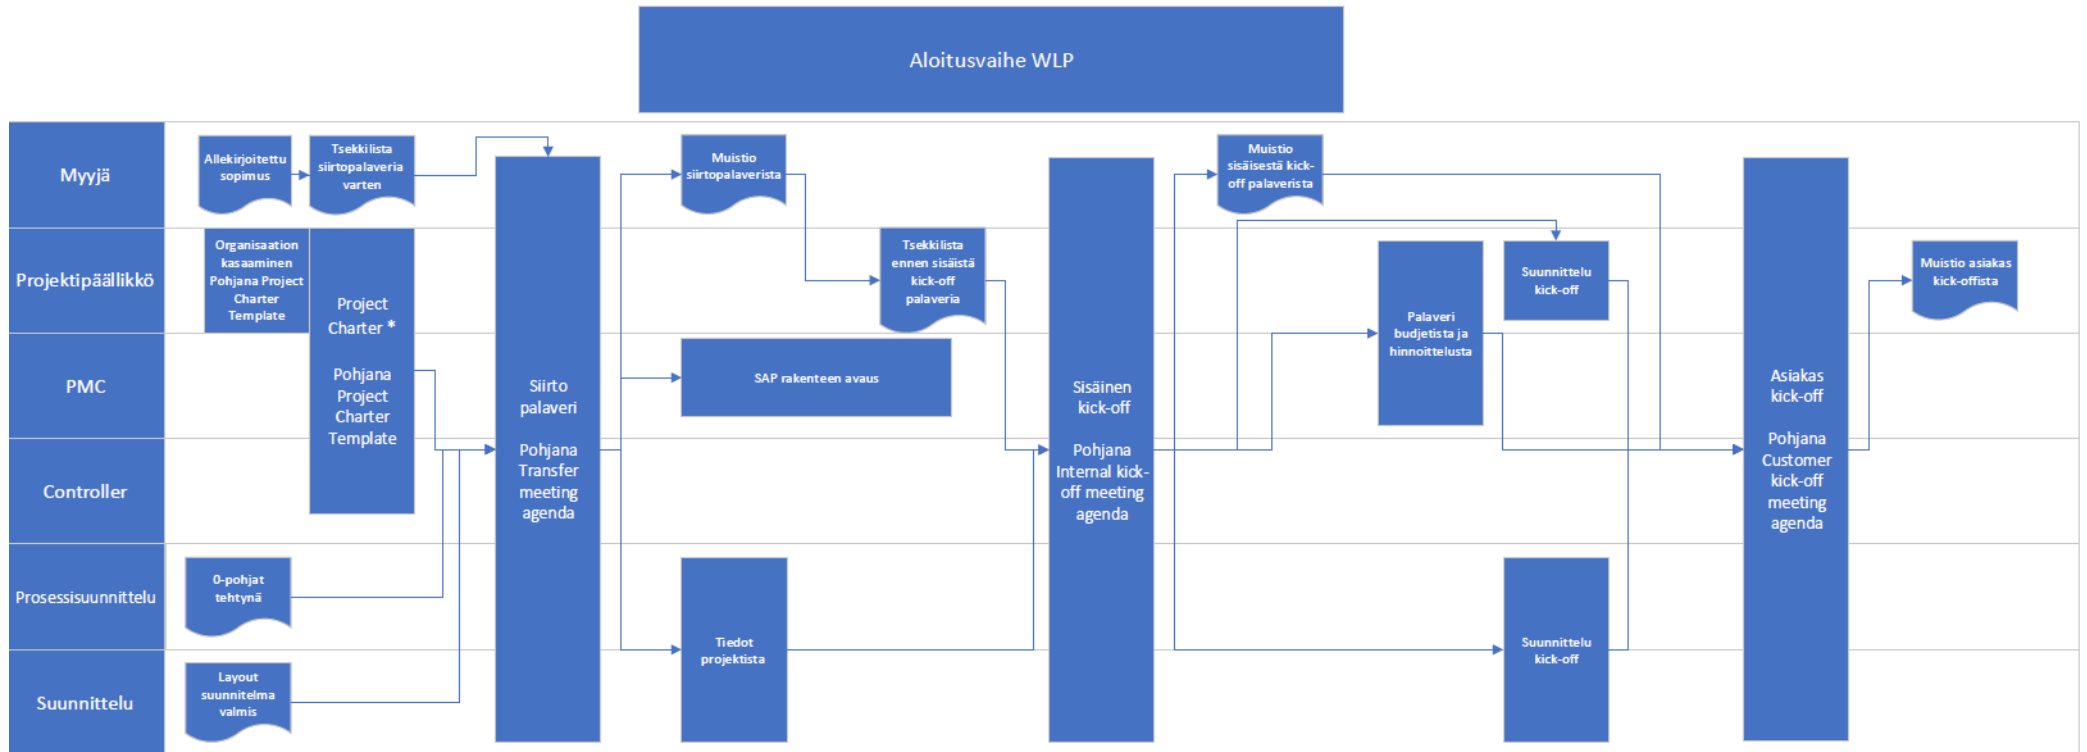 Aloitusvaihe WLP
Myyjä
Allekirjoitettu
sopimus
Tsekkilista
siirtopalaveria
varten
Muistio
siirtopalaverista
Muistio
sisäisestä kick-
off palaverista
Projektipäällikkö
Organisaation
kasaaminen
Pohjana Project
Charter
Template
Project
Charter *
Pohjana
Project
Charter
Template
Tsekkilista
ennen sisäistä
kick-off
palaveria
Suunnittelu
kick-off
Muistio asiakas
kick-offista
Palaveri
budjetista ja
hinnoittelusta
PMC
SAP rakenteen avaus
Siirto
palaveri
Pohjana
Transfer
meeting
agenda
Sisäinen
kick-off
Pohjana
Internal kick-
off meeting
agenda
Asiakas
kick-off
Pohjana
Customer
kick-off
meeting
agenda
Controller
Prosessisuunnittelu
0-pohjat
tehtynä
Tiedot
projektista
Suunnittelu
kick-off
Suunnittelu
Layout
suunnitelma
valmis